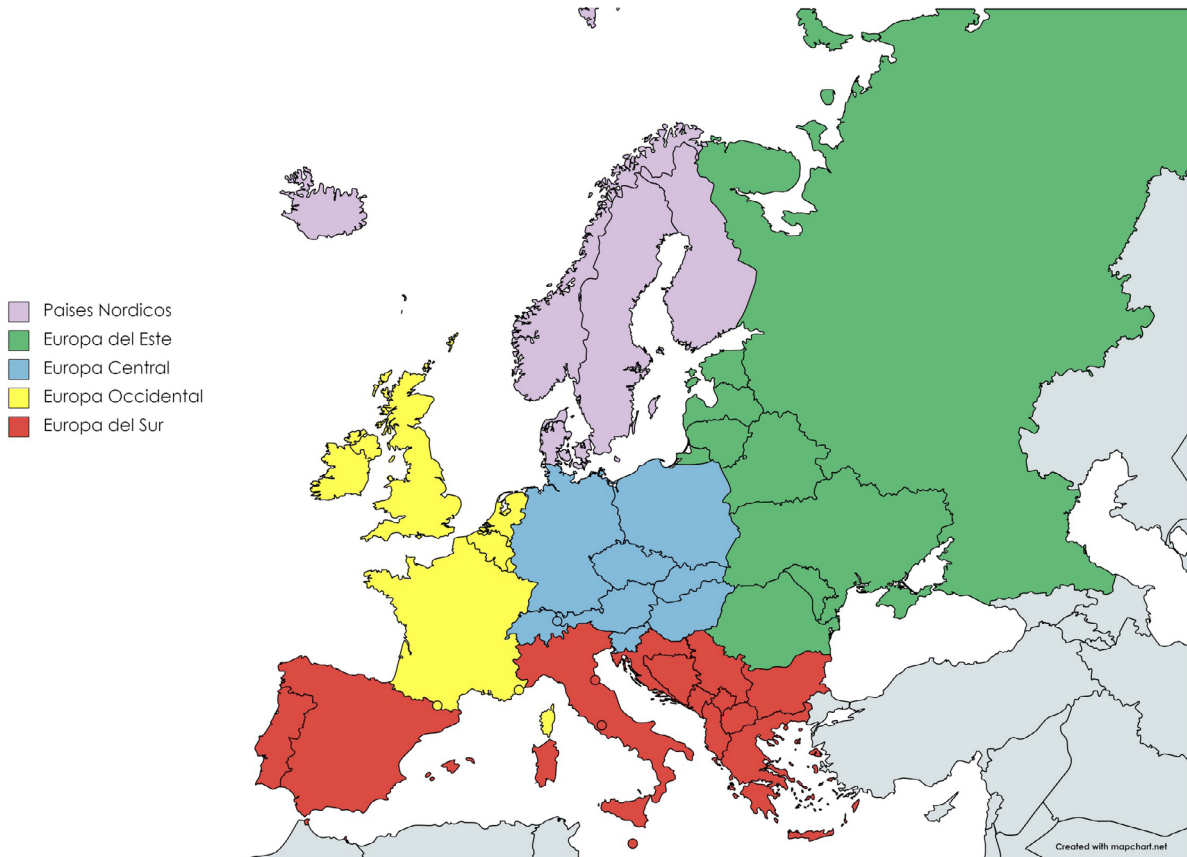 Paises Nordicos
Europa del Este
Europa Central
Europa Occidental
Europa del Sur
Created with mapchart.net